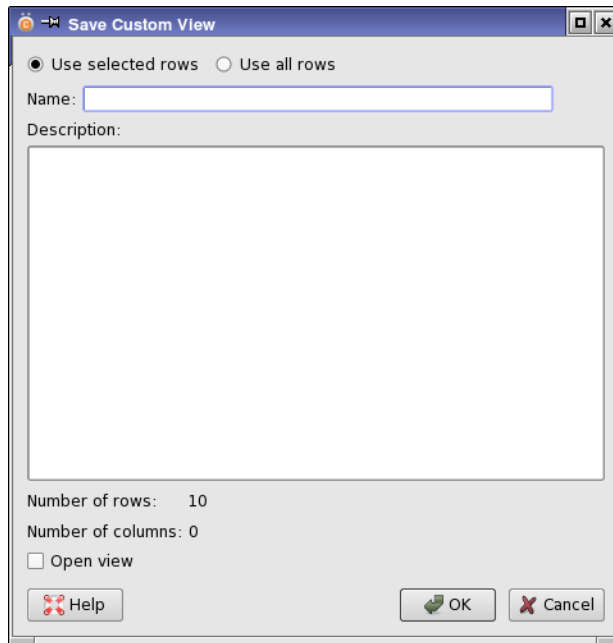 Save Custom View
Use selected rows Use all rows
Name:
Description:
Number of rows: 10
Number of columns: 0
Open view
Help OK Cancel